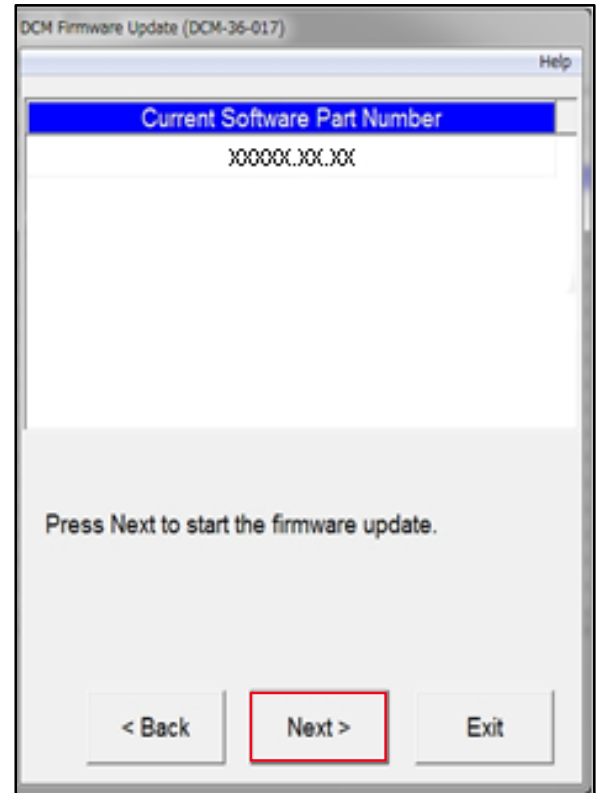 DCM Firmware Update (DCM-36-017)
Help
Current Software Part Number
XXXXX.XX.XX
Press Next to start the firmware update.
< Back
Next >
Exit